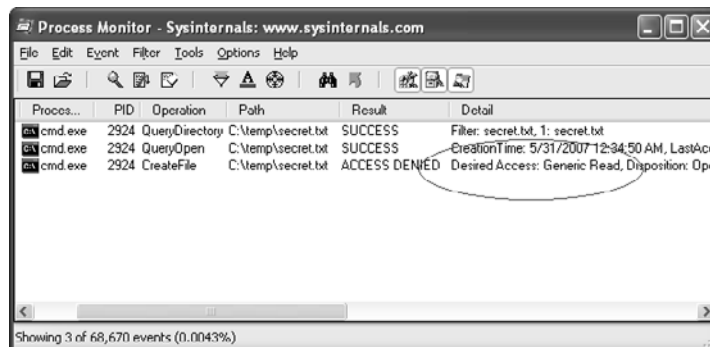 Process Monitor - Sysinternals: www.sysinternals.com
File Edit Event Filter Tools Options Help
Proces... PID Operation Path Result Detail
cmd.exe 2924 QueryDirectory C:\temp\secret.txt SUCCESS Filter: secret.txt, 1: secret.txt
cmd.exe 2924 QueryOpen C:\temp\secret.txt SUCCESS CreationTime: 5/31/2007 12:34:50 AM, LastAcc
cmd.exe 2924 CreateFile C:\temp\secret.txt ACCESS DENIED Desired Access: Generic Read, Disposition: Ope
Showing 3 of 68,670 events (0.0043%)